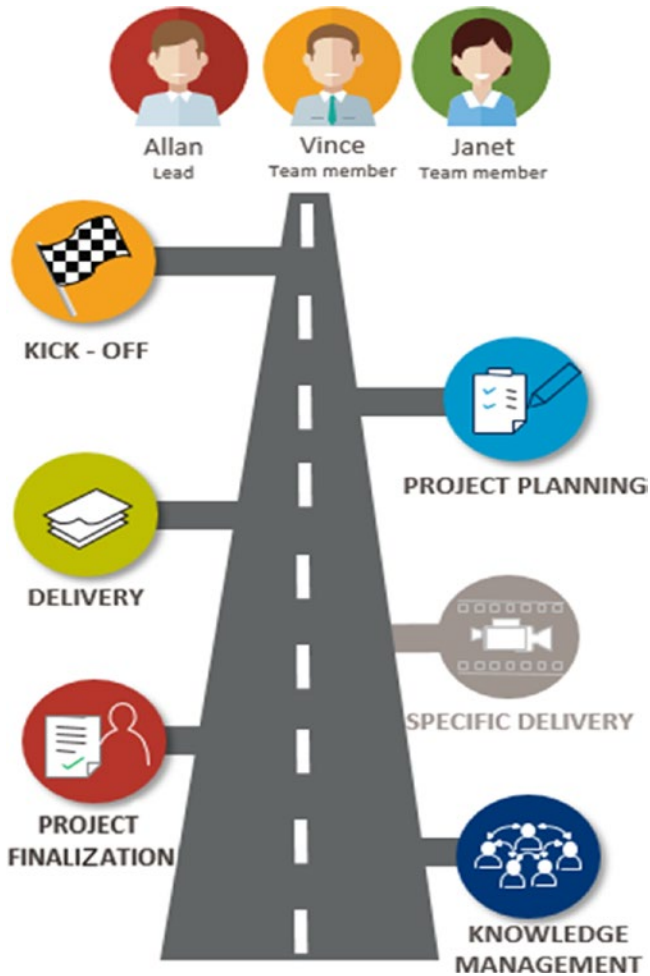 Allan
Lead
Vince
Team member
Janet
Team member
KICK - OFF
PROJECT PLANNING
DELIVERY
SPECIFIC DELIVERY
PROJECT
FINALIZATION
KNOWLEDGE
MANAGEMENT